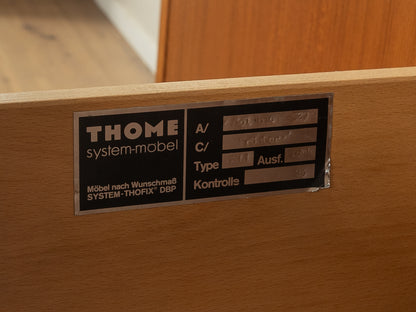 THOME
system-möbel
Möbel nach Wunschmaß
SYSTEM-THOFIX® DBP
A/
C/
Type Ausf.
Kontrolle